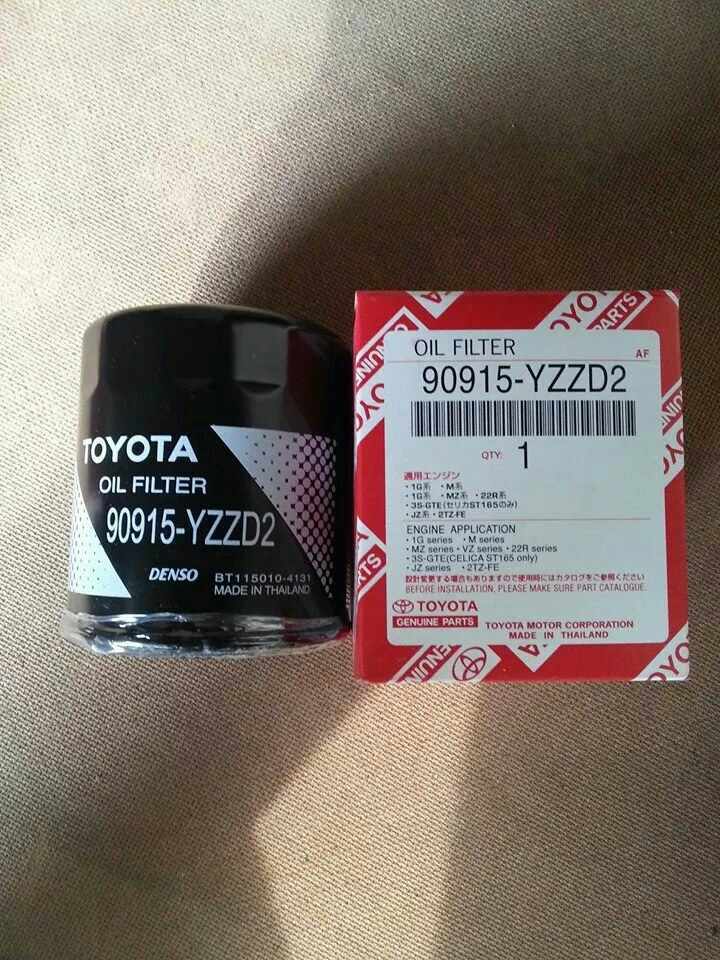 TOYOTA
OIL FILTER
90915-YZZD2
DENSO
BT115010-4131
MADE IN THAILAND
OIL FILTER
AF
90915-YZZD2
QTY: 1
適用エンジン
・1G系 ・M系
・1G系 ・MZ系 ・22R系
・3S-GTE(セリカST165のみ)
・JZ系 ・2TZ-FE
ENGINE APPLICATION
・1G series ・M series
・MZ series ・VZ series ・22R series
・3S-GTE(CELICA ST165 only)
・JZ series ・2TZ-FE
設計変更する場合もありますので使用時にはカタログをご参照ください
BEFORE INSTALLATION, PLEASE MAKE SURE PART CATALOGUE.
TOYOTA
GENUINE PARTS
TOYOTA MOTOR CORPORATION
MADE IN THAILAND
TOYO
PARTS
GENUIN